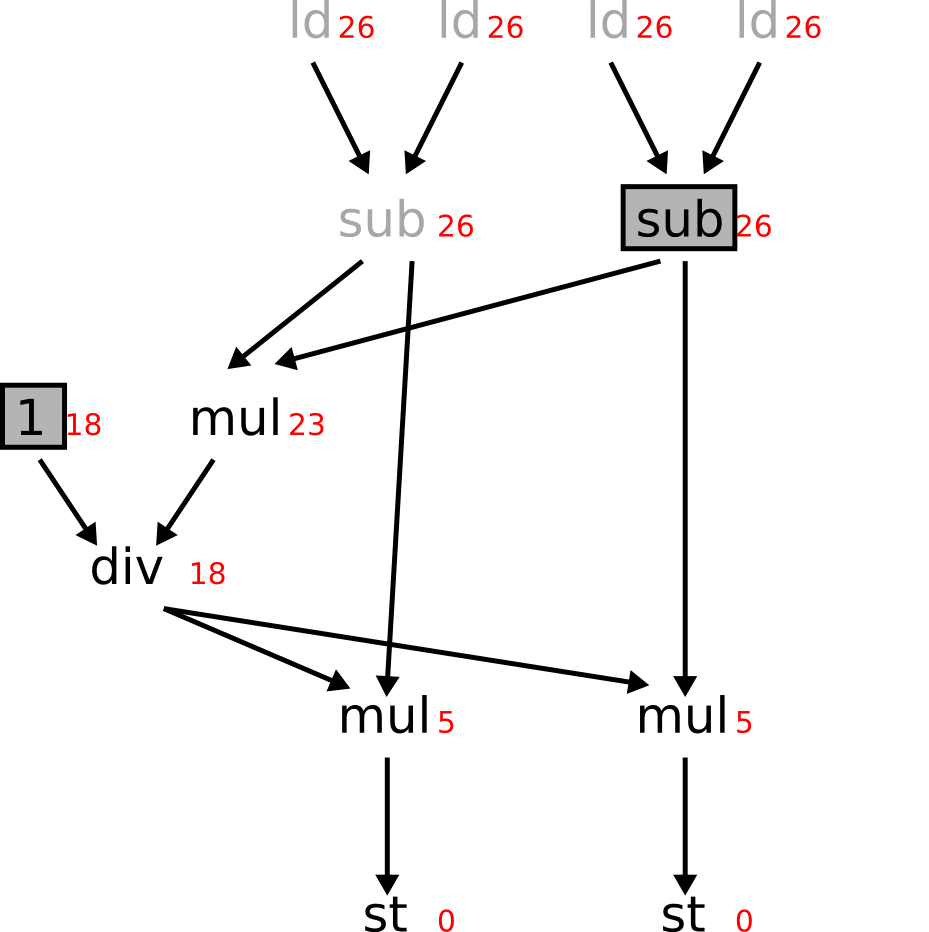 ld 26 ld 26 ld 26 ld 26
sub 26 sub 26
1 18 mul 23
div 18
mul 5 mul 5
st 0 st 0